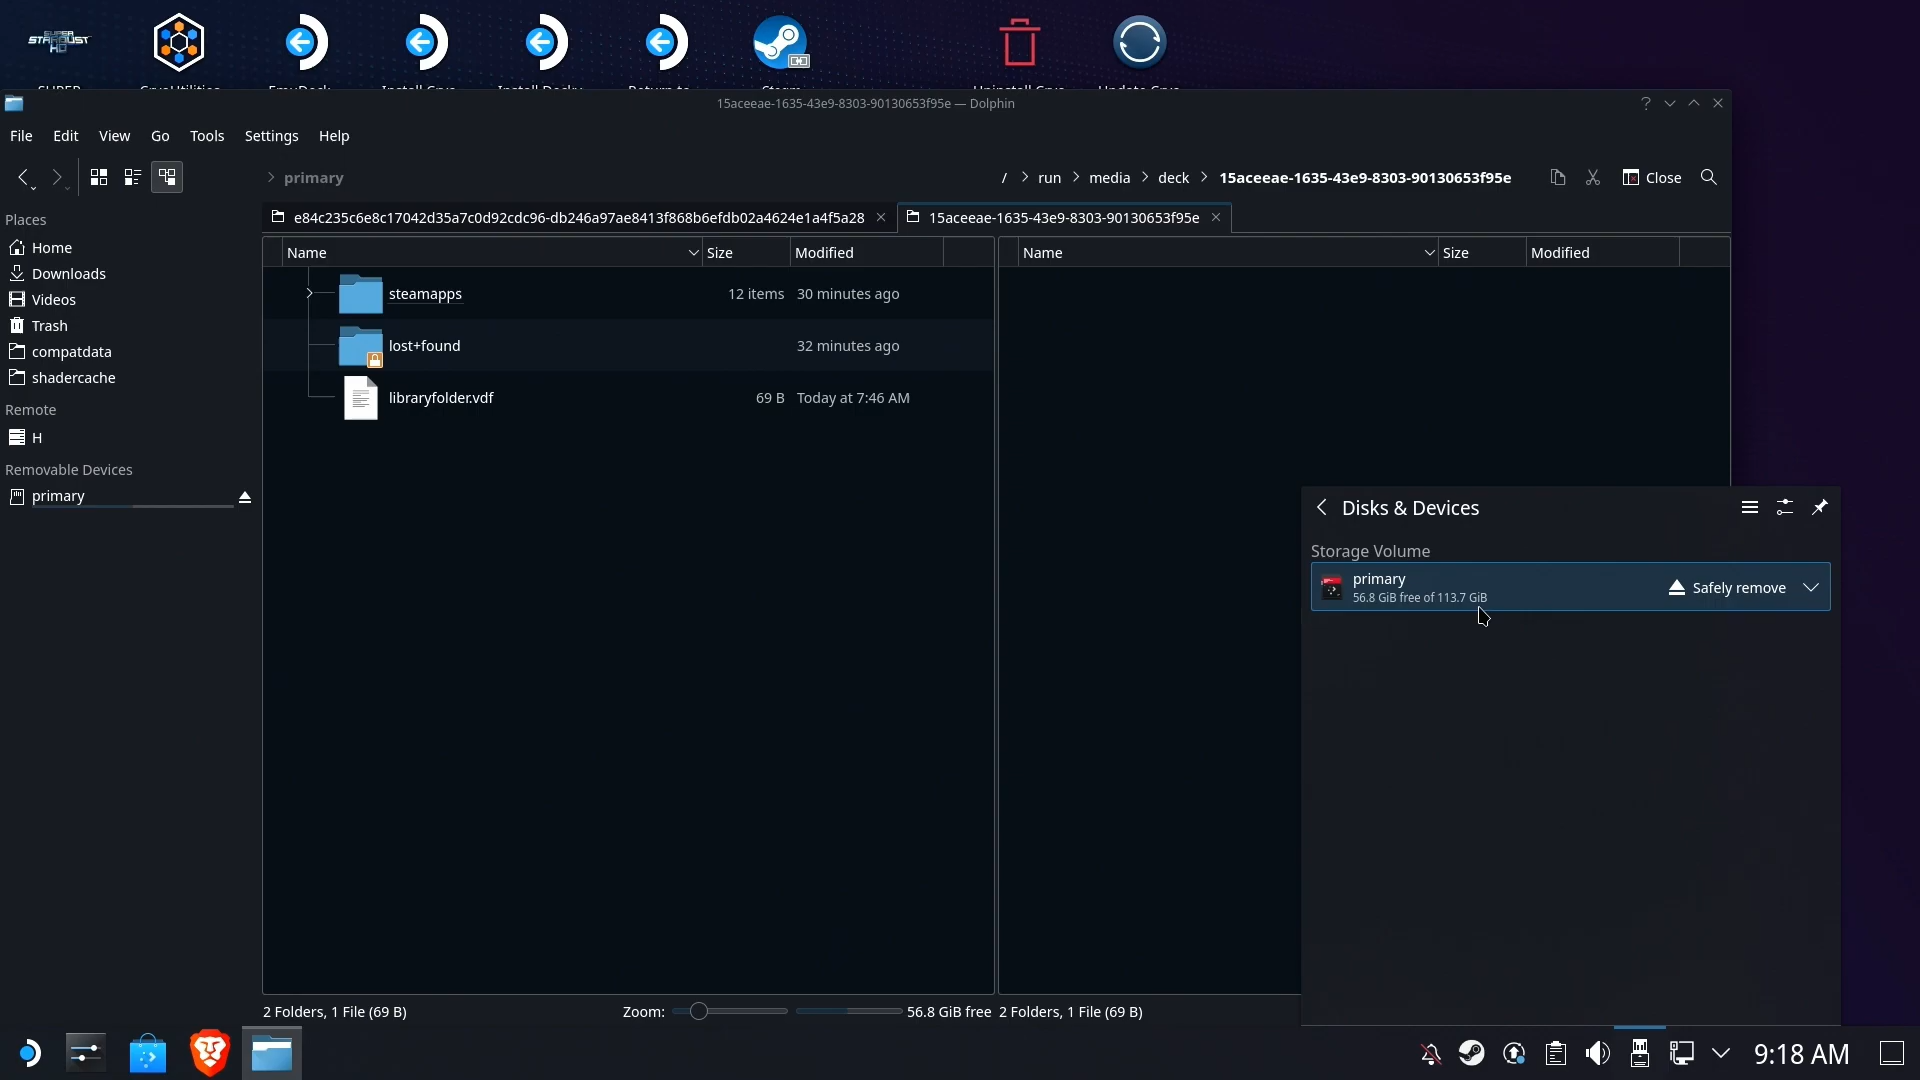 SUPER
STARDUST
HD
15aceeae-1635-43e9-8303-90130653f95e — Dolphin
File Edit View Go Tools Settings Help
primary
/ run media deck 15aceeae-1635-43e9-8303-90130653f95e Close
e84c235c6e8c17042d35a7c0d92cdc96-db246a97ae8413f868b6efdb02a4624e1a4f5a28
15aceeae-1635-43e9-8303-90130653f95e
Places
Home
Downloads
Videos
Trash
compatdata
shadercache
Remote
H
Removable Devices
primary
Name Size Modified
steamapps 12 items 30 minutes ago
lost+found 32 minutes ago
libraryfolder.vdf 69 B Today at 7:46 AM
Name Size Modified
Disks & Devices
Storage Volume
primary
56.8 GiB free of 113.7 GiB
Safely remove
2 Folders, 1 File (69 B) Zoom: 56.8 GiB free
2 Folders, 1 File (69 B)
9:18 AM